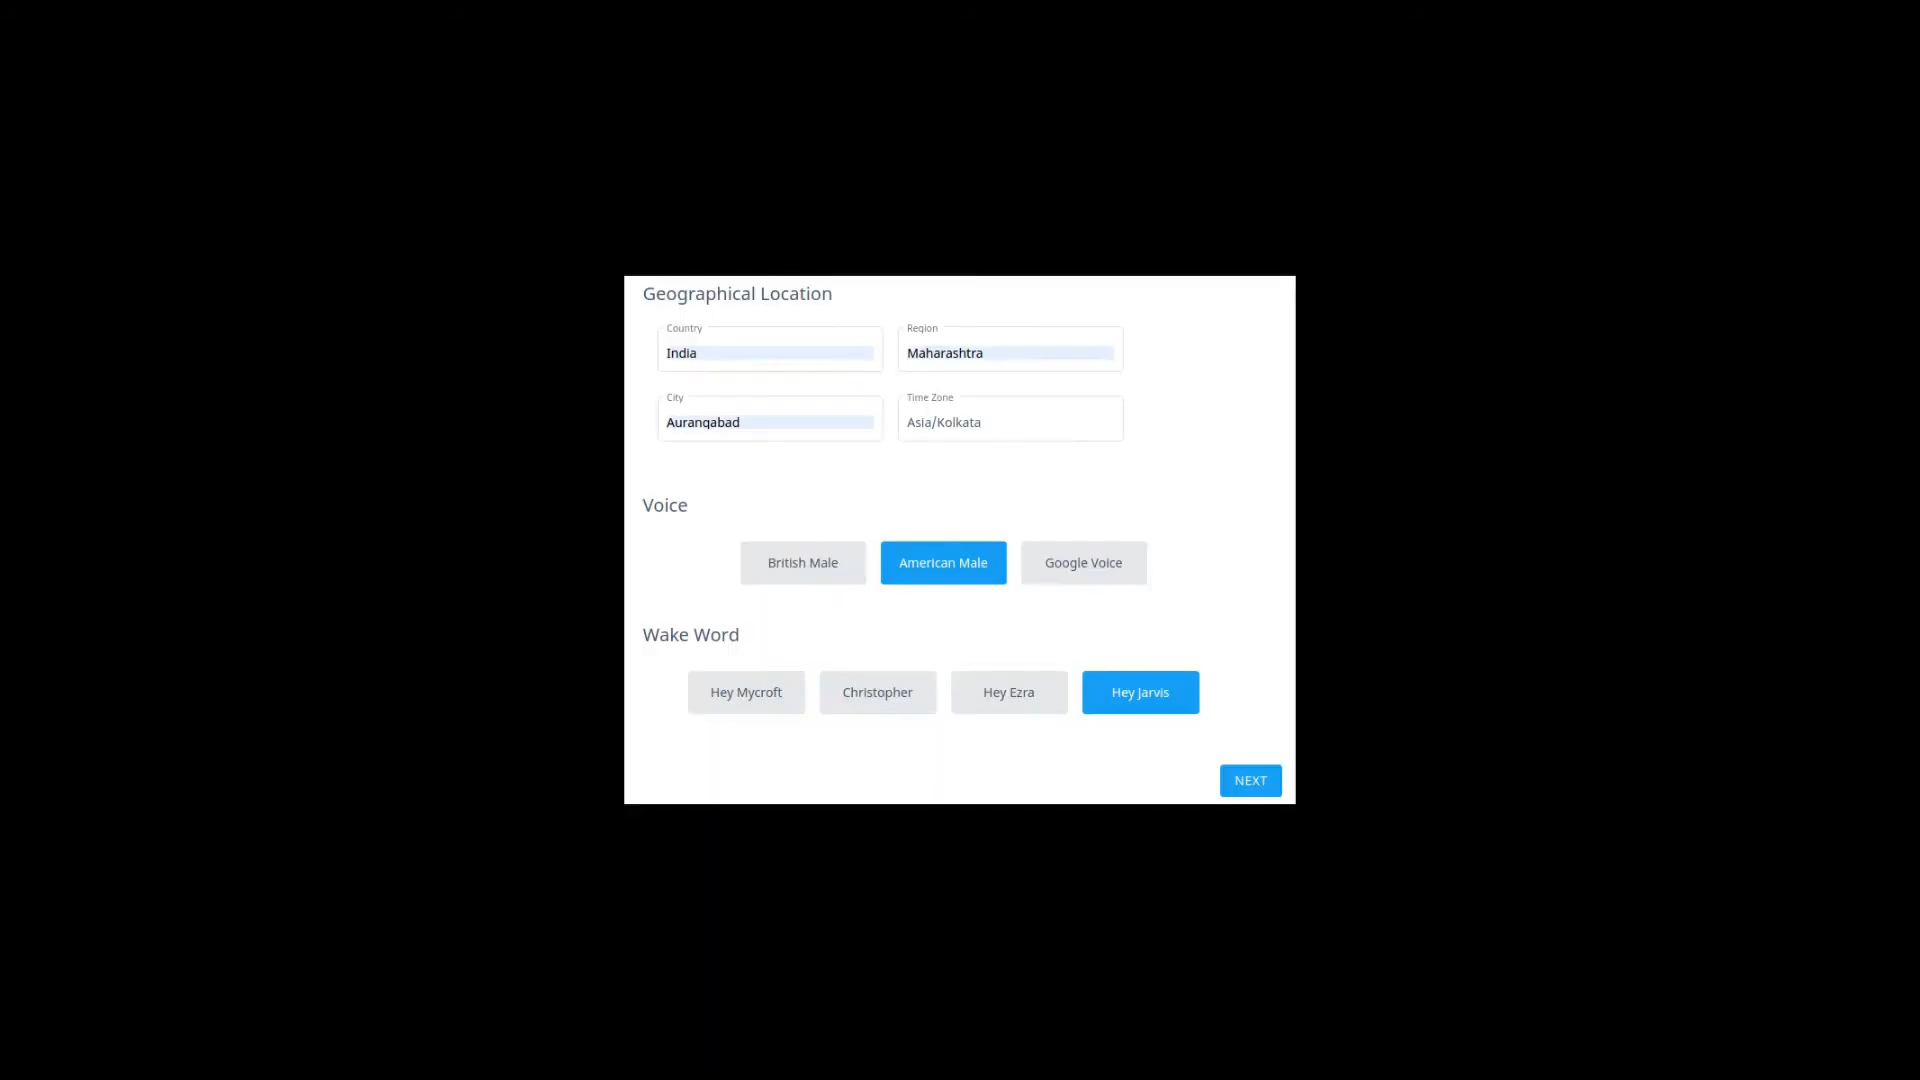 Geographical Location
Country
Region
India
Maharashtra
City
Time Zone
Aurangabad
Asia/Kolkata
Voice
British Male
American Male
Google Voice
Wake Word
Hey Mycroft
Christopher
Hey Ezra
Hey Jarvis
NEXT